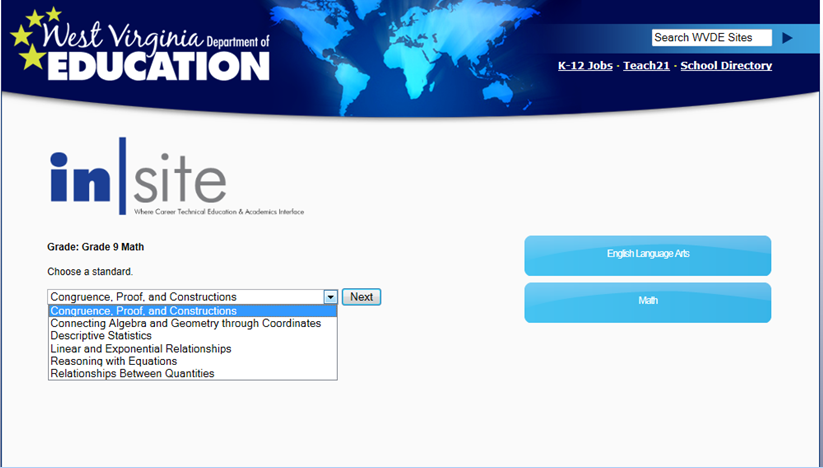 West Virginia Department of
EDUCATION
Search WVDE Sites
K-12 Jobs · Teach21 · School Directory
in|site
Where Career Technical Education & Academics Interface
Grade: Grade 9 Math
Choose a standard.
Congruence, Proof, and Constructions Next
Congruence, Proof, and Constructions
Connecting Algebra and Geometry through Coordinates
Descriptive Statistics
Linear and Exponential Relationships
Reasoning with Equations
Relationships Between Quantities
English Language Arts
Math